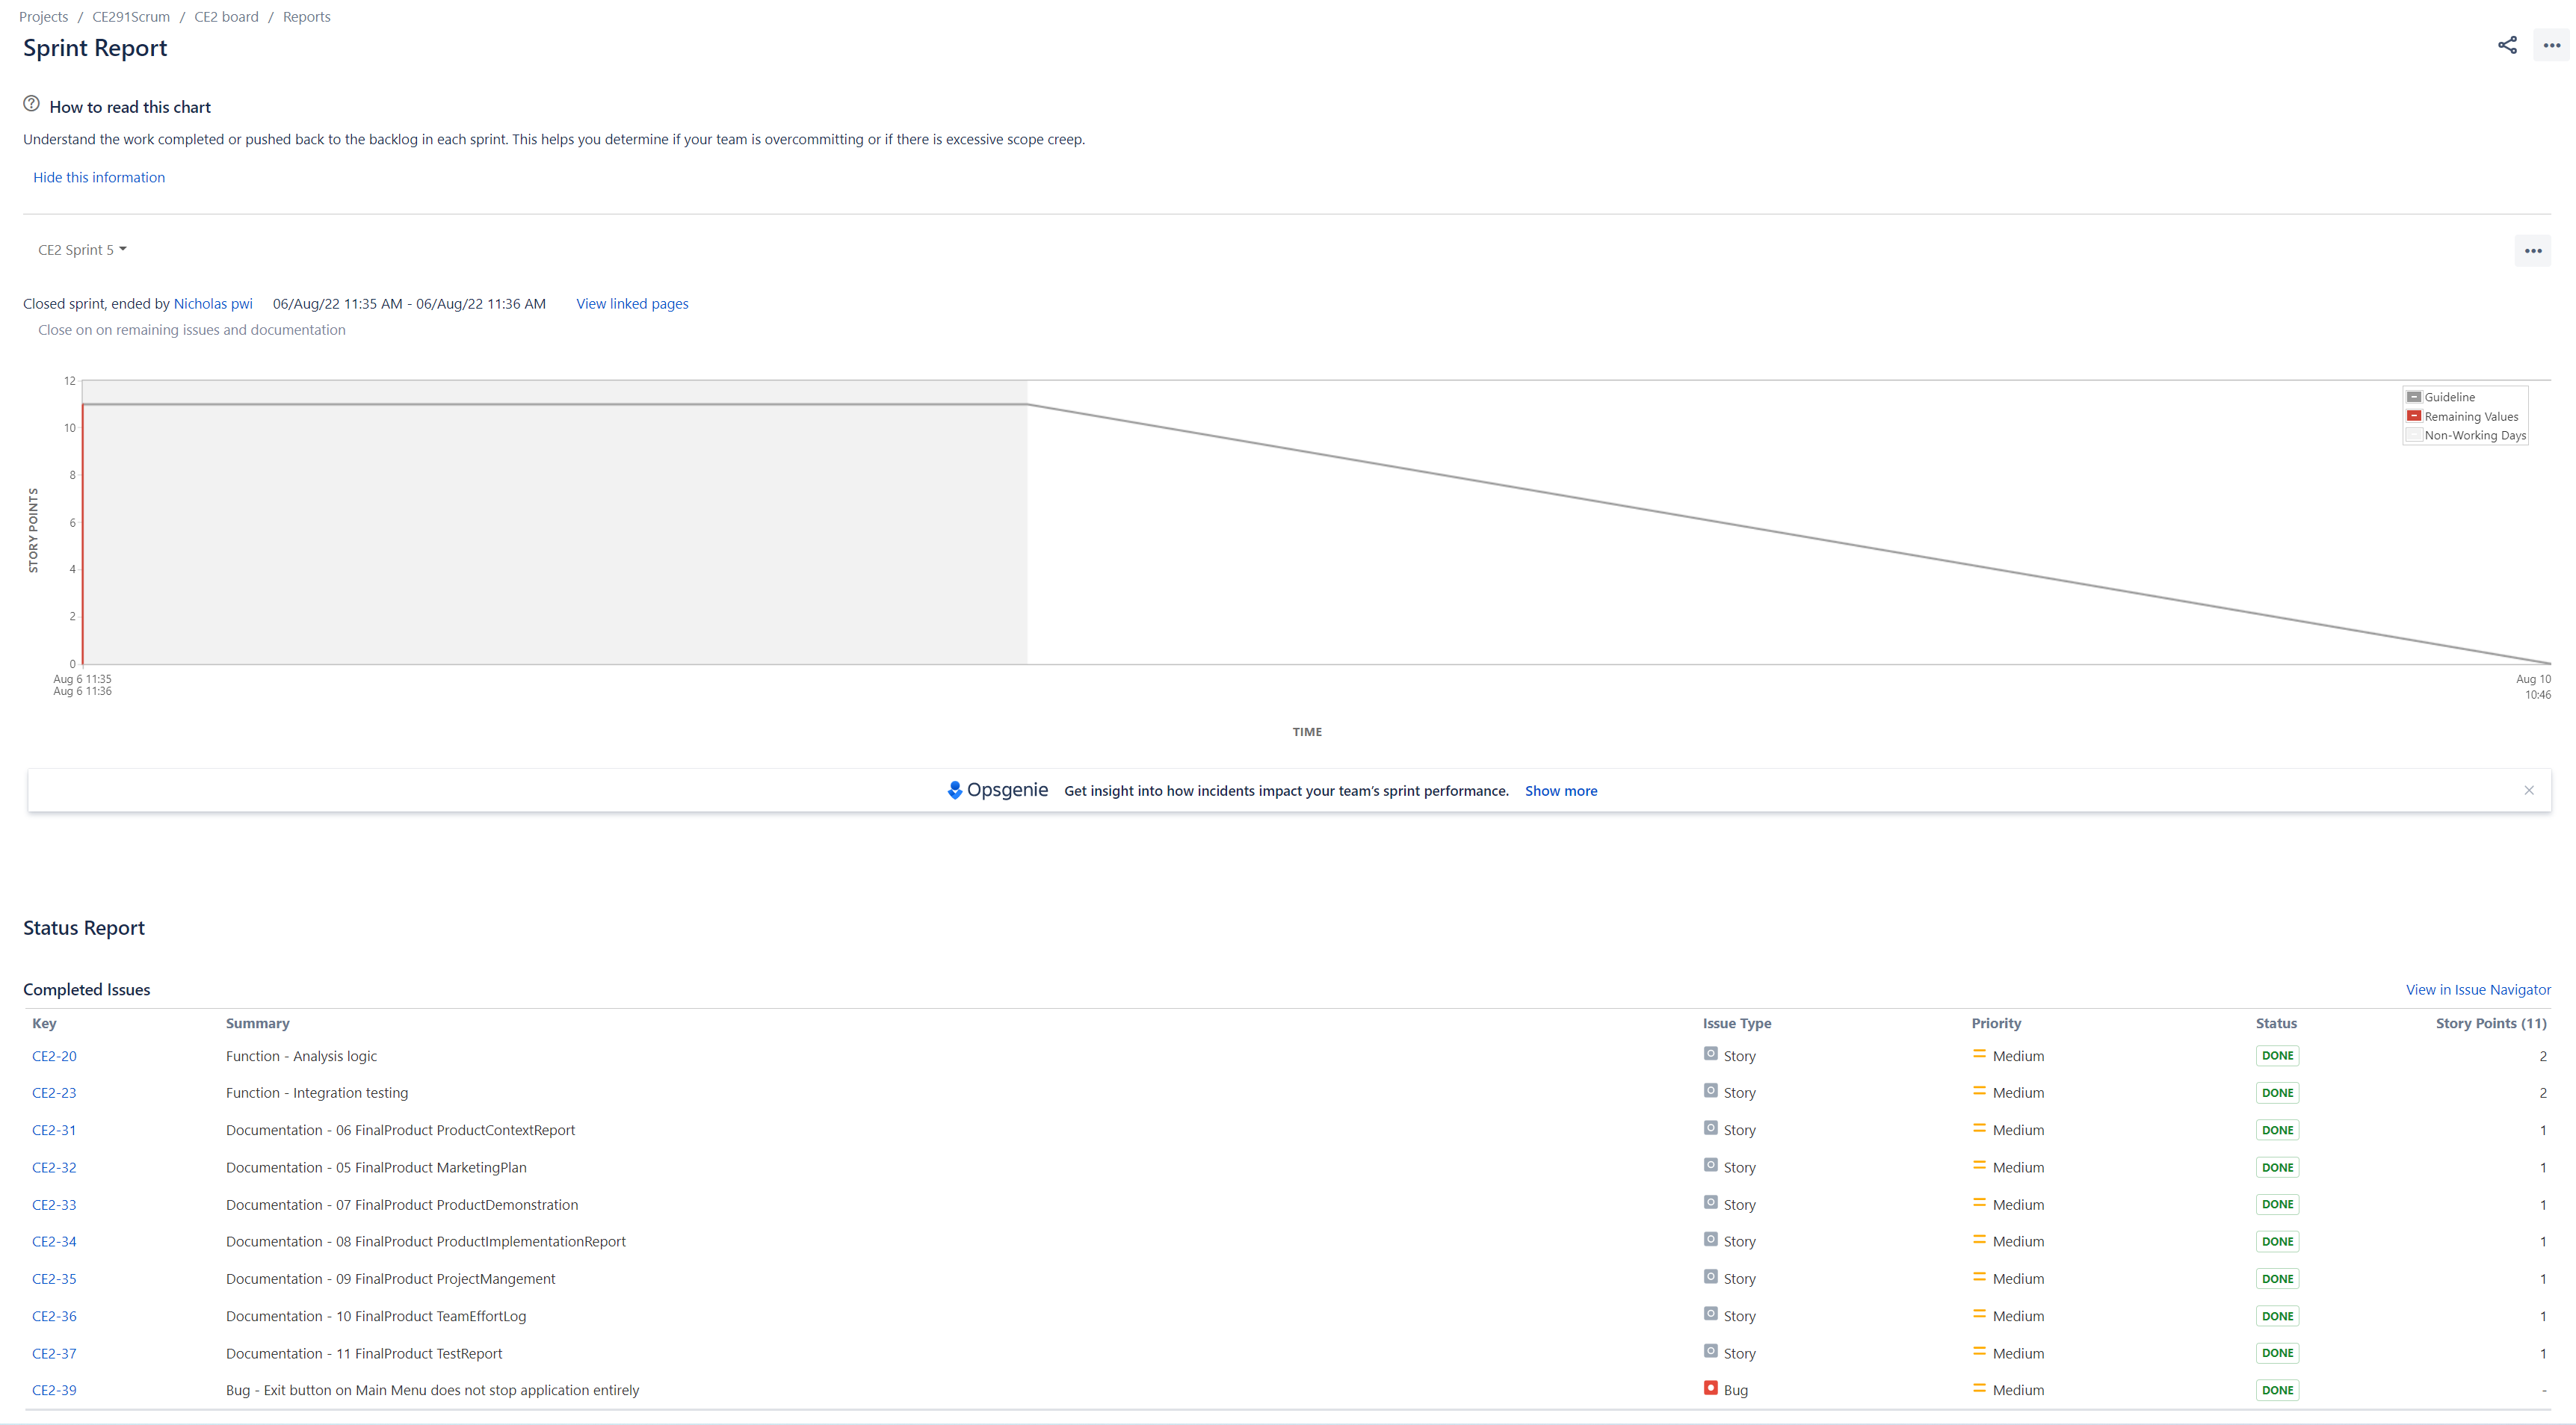 Projects / CE291Scrum / CE2 board / Reports
Sprint Report
How to read this chart
Understand the work completed or pushed back to the backlog in each sprint. This helps you determine if your team is overcommitting or if there is excessive scope creep.
Hide this information
CE2 Sprint 5
Closed sprint, ended by Nicholas pwi 06/Aug/22 11:35 AM - 06/Aug/22 11:36 AM View linked pages
Close on on remaining issues and documentation
STORY POINTS
12
10
8
6
4
2
0
Guideline
Remaining Values
Non-Working Days
Aug 6 11:35
Aug 6 11:36
Aug 10
10:46
TIME
Opsgenie Get insight into how incidents impact your team's sprint performance. Show more
Status Report
Completed Issues View in Issue Navigator
Key Summary Issue Type Priority Status Story Points (11)
CE2-20 Function - Analysis logic Story Medium DONE 2
CE2-23 Function - Integration testing Story Medium DONE 2
CE2-31 Documentation - 06 FinalProduct ProductContextReport Story Medium DONE 1
CE2-32 Documentation - 05 FinalProduct MarketingPlan Story Medium DONE 1
CE2-33 Documentation - 07 FinalProduct ProductDemonstration Story Medium DONE 1
CE2-34 Documentation - 08 FinalProduct ProductImplementationReport Story Medium DONE 1
CE2-35 Documentation - 09 FinalProduct ProjectMangement Story Medium DONE 1
CE2-36 Documentation - 10 FinalProduct TeamEffortLog Story Medium DONE 1
CE2-37 Documentation - 11 FinalProduct TestReport Story Medium DONE 1
CE2-39 Bug - Exit button on Main Menu does not stop application entirely Bug Medium DONE -